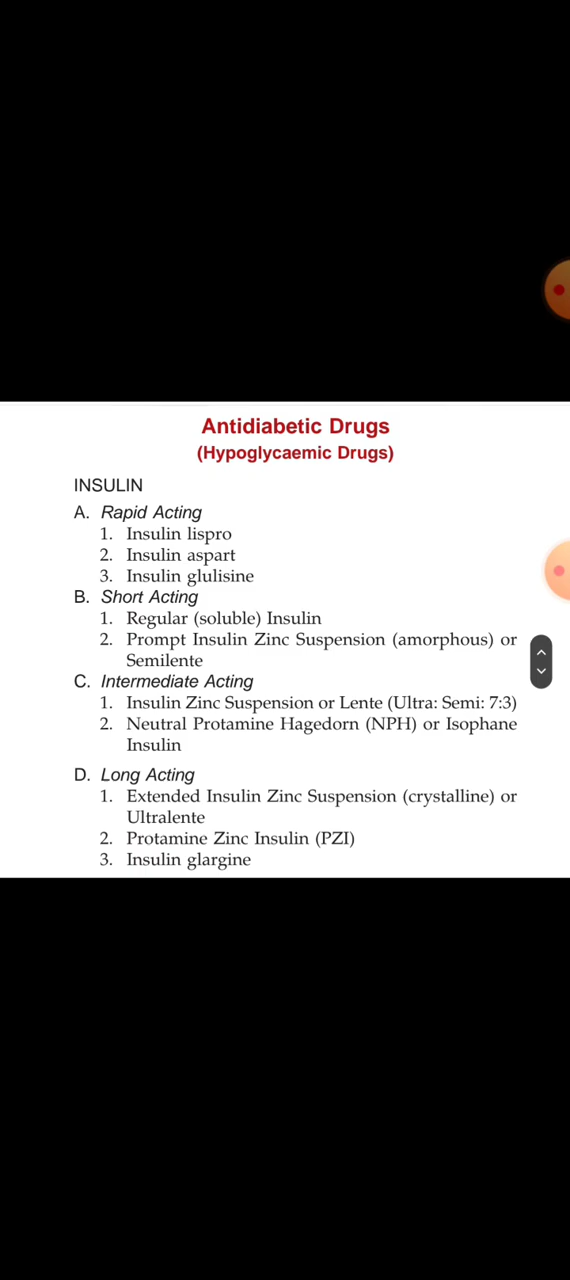 Antidiabetic Drugs
(Hypoglycaemic Drugs)
INSULIN
A. Rapid Acting
1. Insulin lispro
2. Insulin aspart
3. Insulin glulisine
B. Short Acting
1. Regular (soluble) Insulin
2. Prompt Insulin Zinc Suspension (amorphous) or
Semilente
C. Intermediate Acting
1. Insulin Zinc Suspension or Lente (Ultra: Semi: 7:3)
2. Neutral Protamine Hagedorn (NPH) or Isophane
Insulin
D. Long Acting
1. Extended Insulin Zinc Suspension (crystalline) or
Ultralente
2. Protamine Zinc Insulin (PZI)
3. Insulin glargine